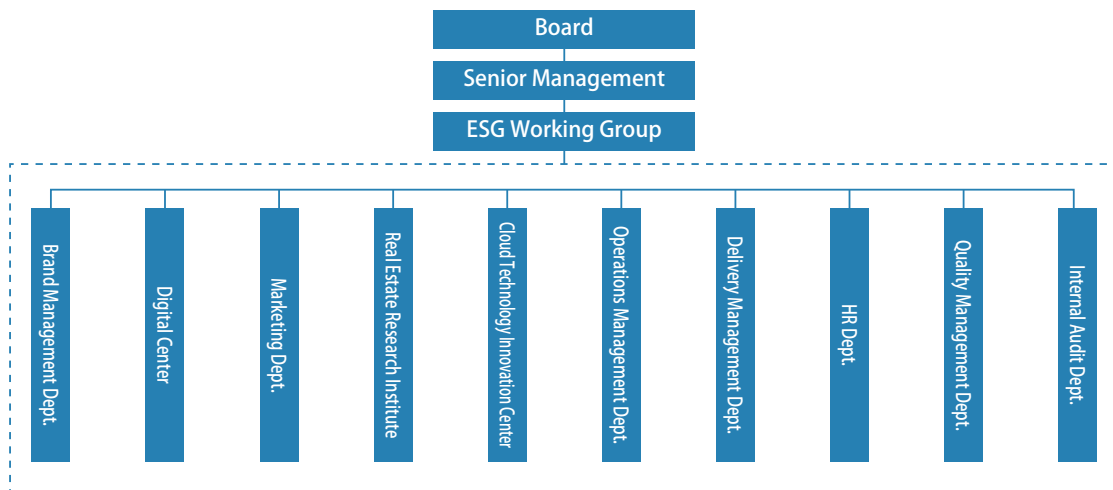 Board
Senior Management
ESG Working Group
Brand Management Dept.
Digital Center
Marketing Dept.
Real Estate Research Institute
Cloud Technology Innovation Center
Operations Management Dept.
Delivery Management Dept.
HR Dept.
Quality Management Dept.
Internal Audit Dept.